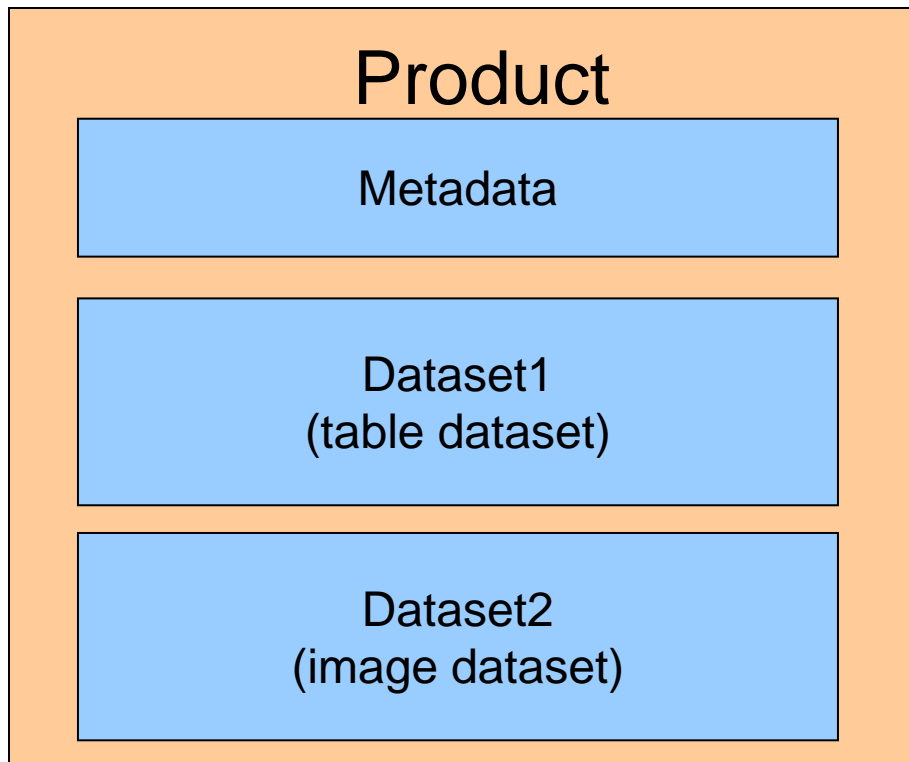 Product
Metadata
Dataset1
(table dataset)
Dataset2
(image dataset)